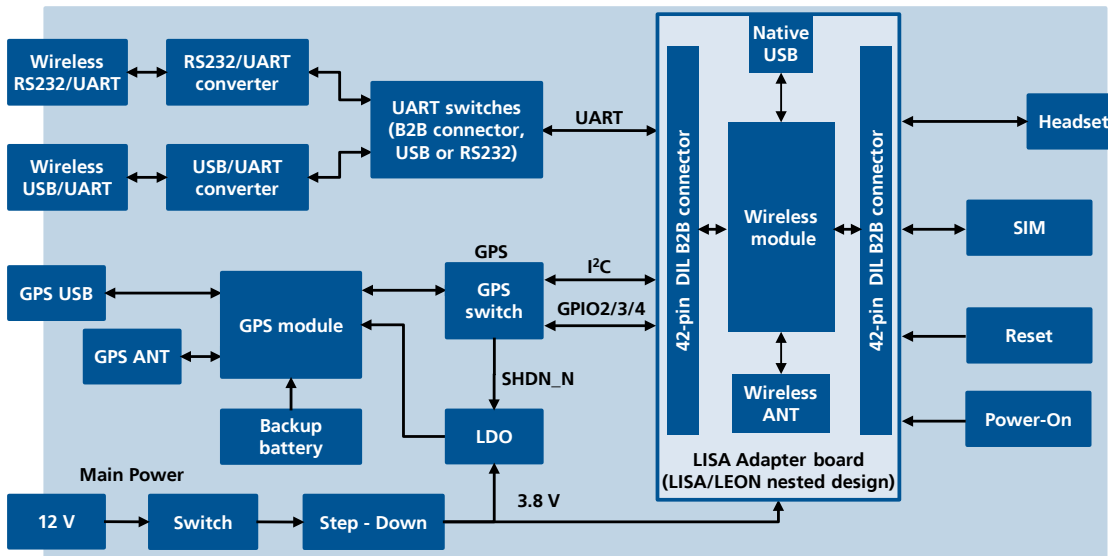 Wireless
RS232/UART
RS232/UART
converter
Wireless
USB/UART
USB/UART
converter
UART switches
(B2B connector,
USB or RS232)
UART
Native
USB
42-pin DIL B2B connector
Wireless
module
42-pin DIL B2B connector
Wireless
ANT
LISA Adapter board
(LISA/LEON nested design)
Headset
SIM
Reset
Power-On
GPS USB
GPS ANT
GPS module
Backup
battery
GPS
GPS
switch
I²C
GPIO2/3/4
SHDN_N
LDO
Main Power
12 V
Switch
Step - Down
3.8 V